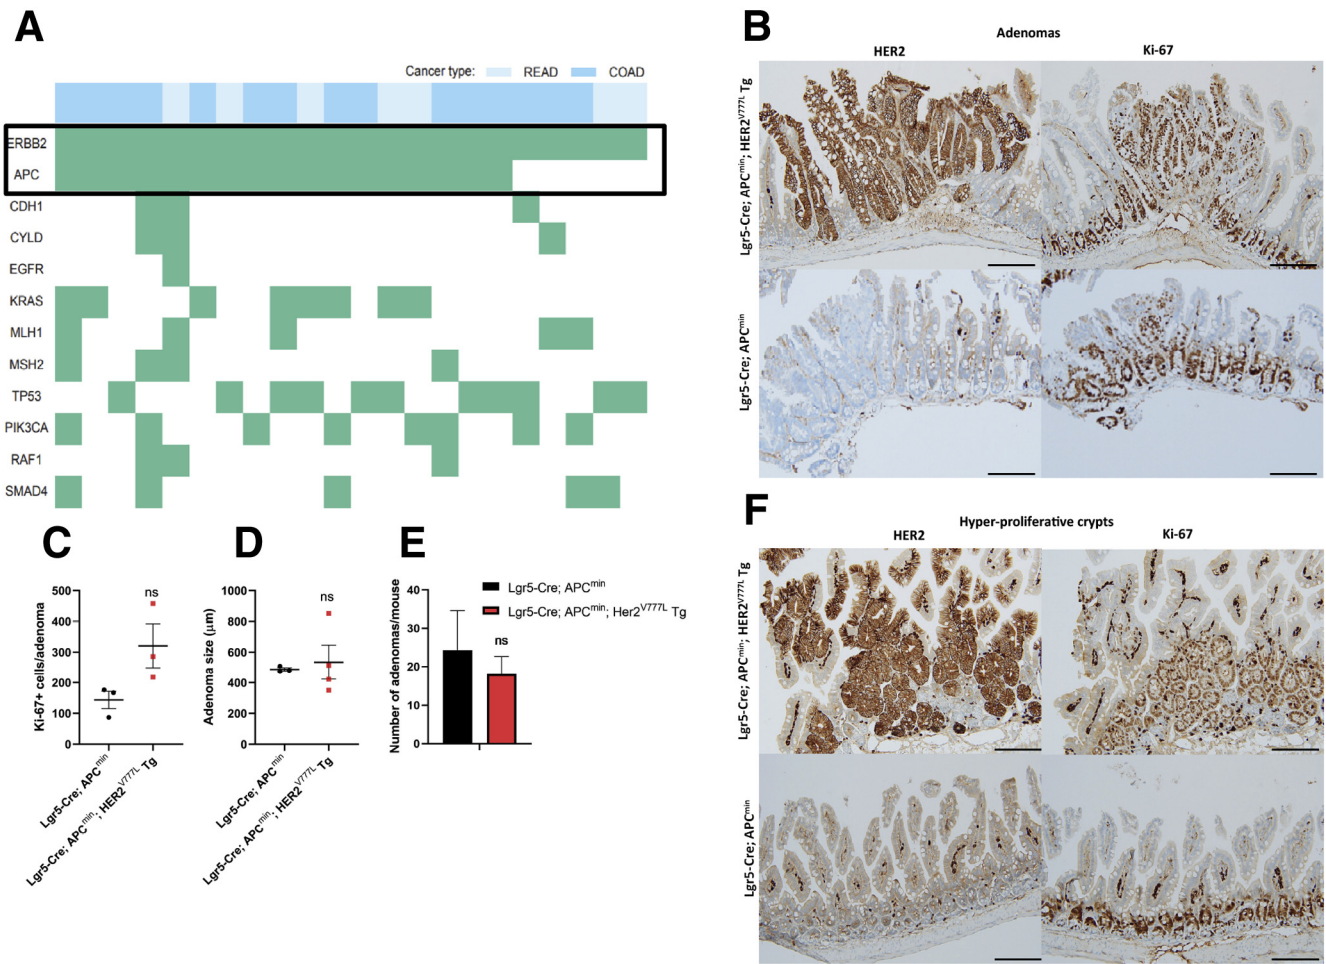 A
Cancer type: READ COAD
ERBB2
APC
CDH1
CYLD
EGFR
KRAS
MLH1
MSH2
TP53
PIK3CA
RAF1
SMAD4
B
Adenomas
HER2 Ki-67
Lgr5-Cre; APCmin; HER2V777L Tg
Lgr5-Cre; APCmin
C
Ki-67+ cells/adenoma
500
400
300
200
100
0
ns
Lgr5-Cre; APCmin
Lgr5-Cre; APCmin; HER2V777L Tg
D
Adenoma size (µm)
1000
800
600
400
200
0
ns
Lgr5-Cre; APCmin
Lgr5-Cre; APCmin; HER2V777L Tg
E
Number of adenomas/mouse
40
30
20
10
0
ns
Lgr5-Cre; APCmin
Lgr5-Cre; APCmin; Her2V777L Tg
F
Hyper-proliferative crypts
HER2 Ki-67
Lgr5-Cre; APCmin; HER2V777L Tg
Lgr5-Cre; APCmin